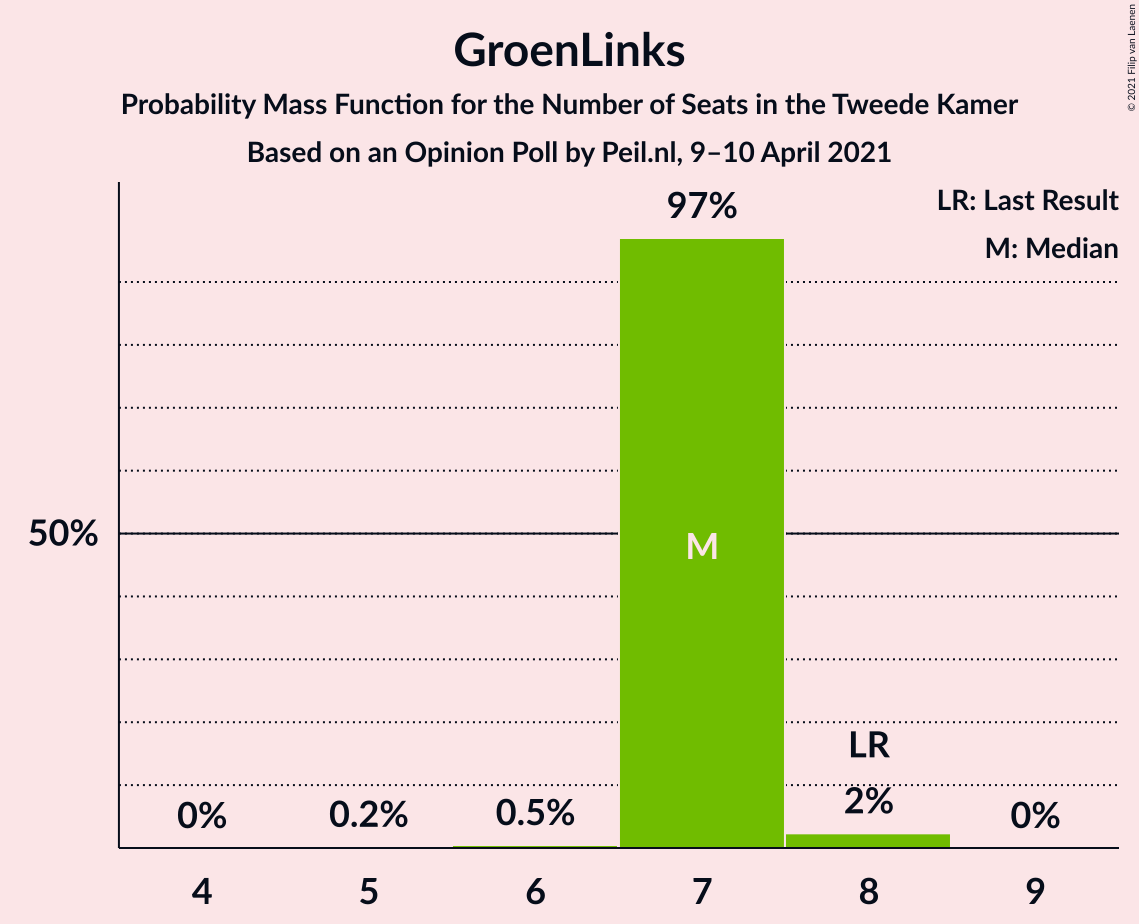 GroenLinks
Probability Mass Function for the Number of Seats in the Tweede Kamer
Based on an Opinion Poll by Peil.nl, 9–10 April 2021
© 2021 Filip van Laenen
LR: Last Result
M: Median
97%
50%
M
LR
0%
0.2%
0.5%
2%
0%
4
5
6
7
8
9